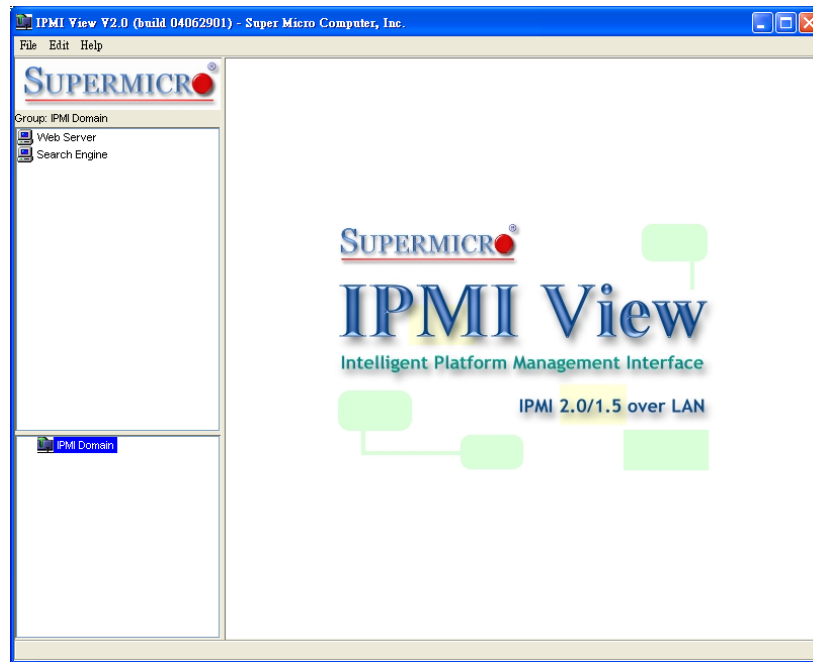 IPMI View V2.0 (build 04062901) - Super Micro Computer, Inc.
File Edit Help
SUPERMICRO®
Group: IPMI Domain
Web Server
Search Engine
IPMI Domain
SUPERMICRO®
IPMI View
Intelligent Platform Management Interface
IPMI 2.0/1.5 over LAN